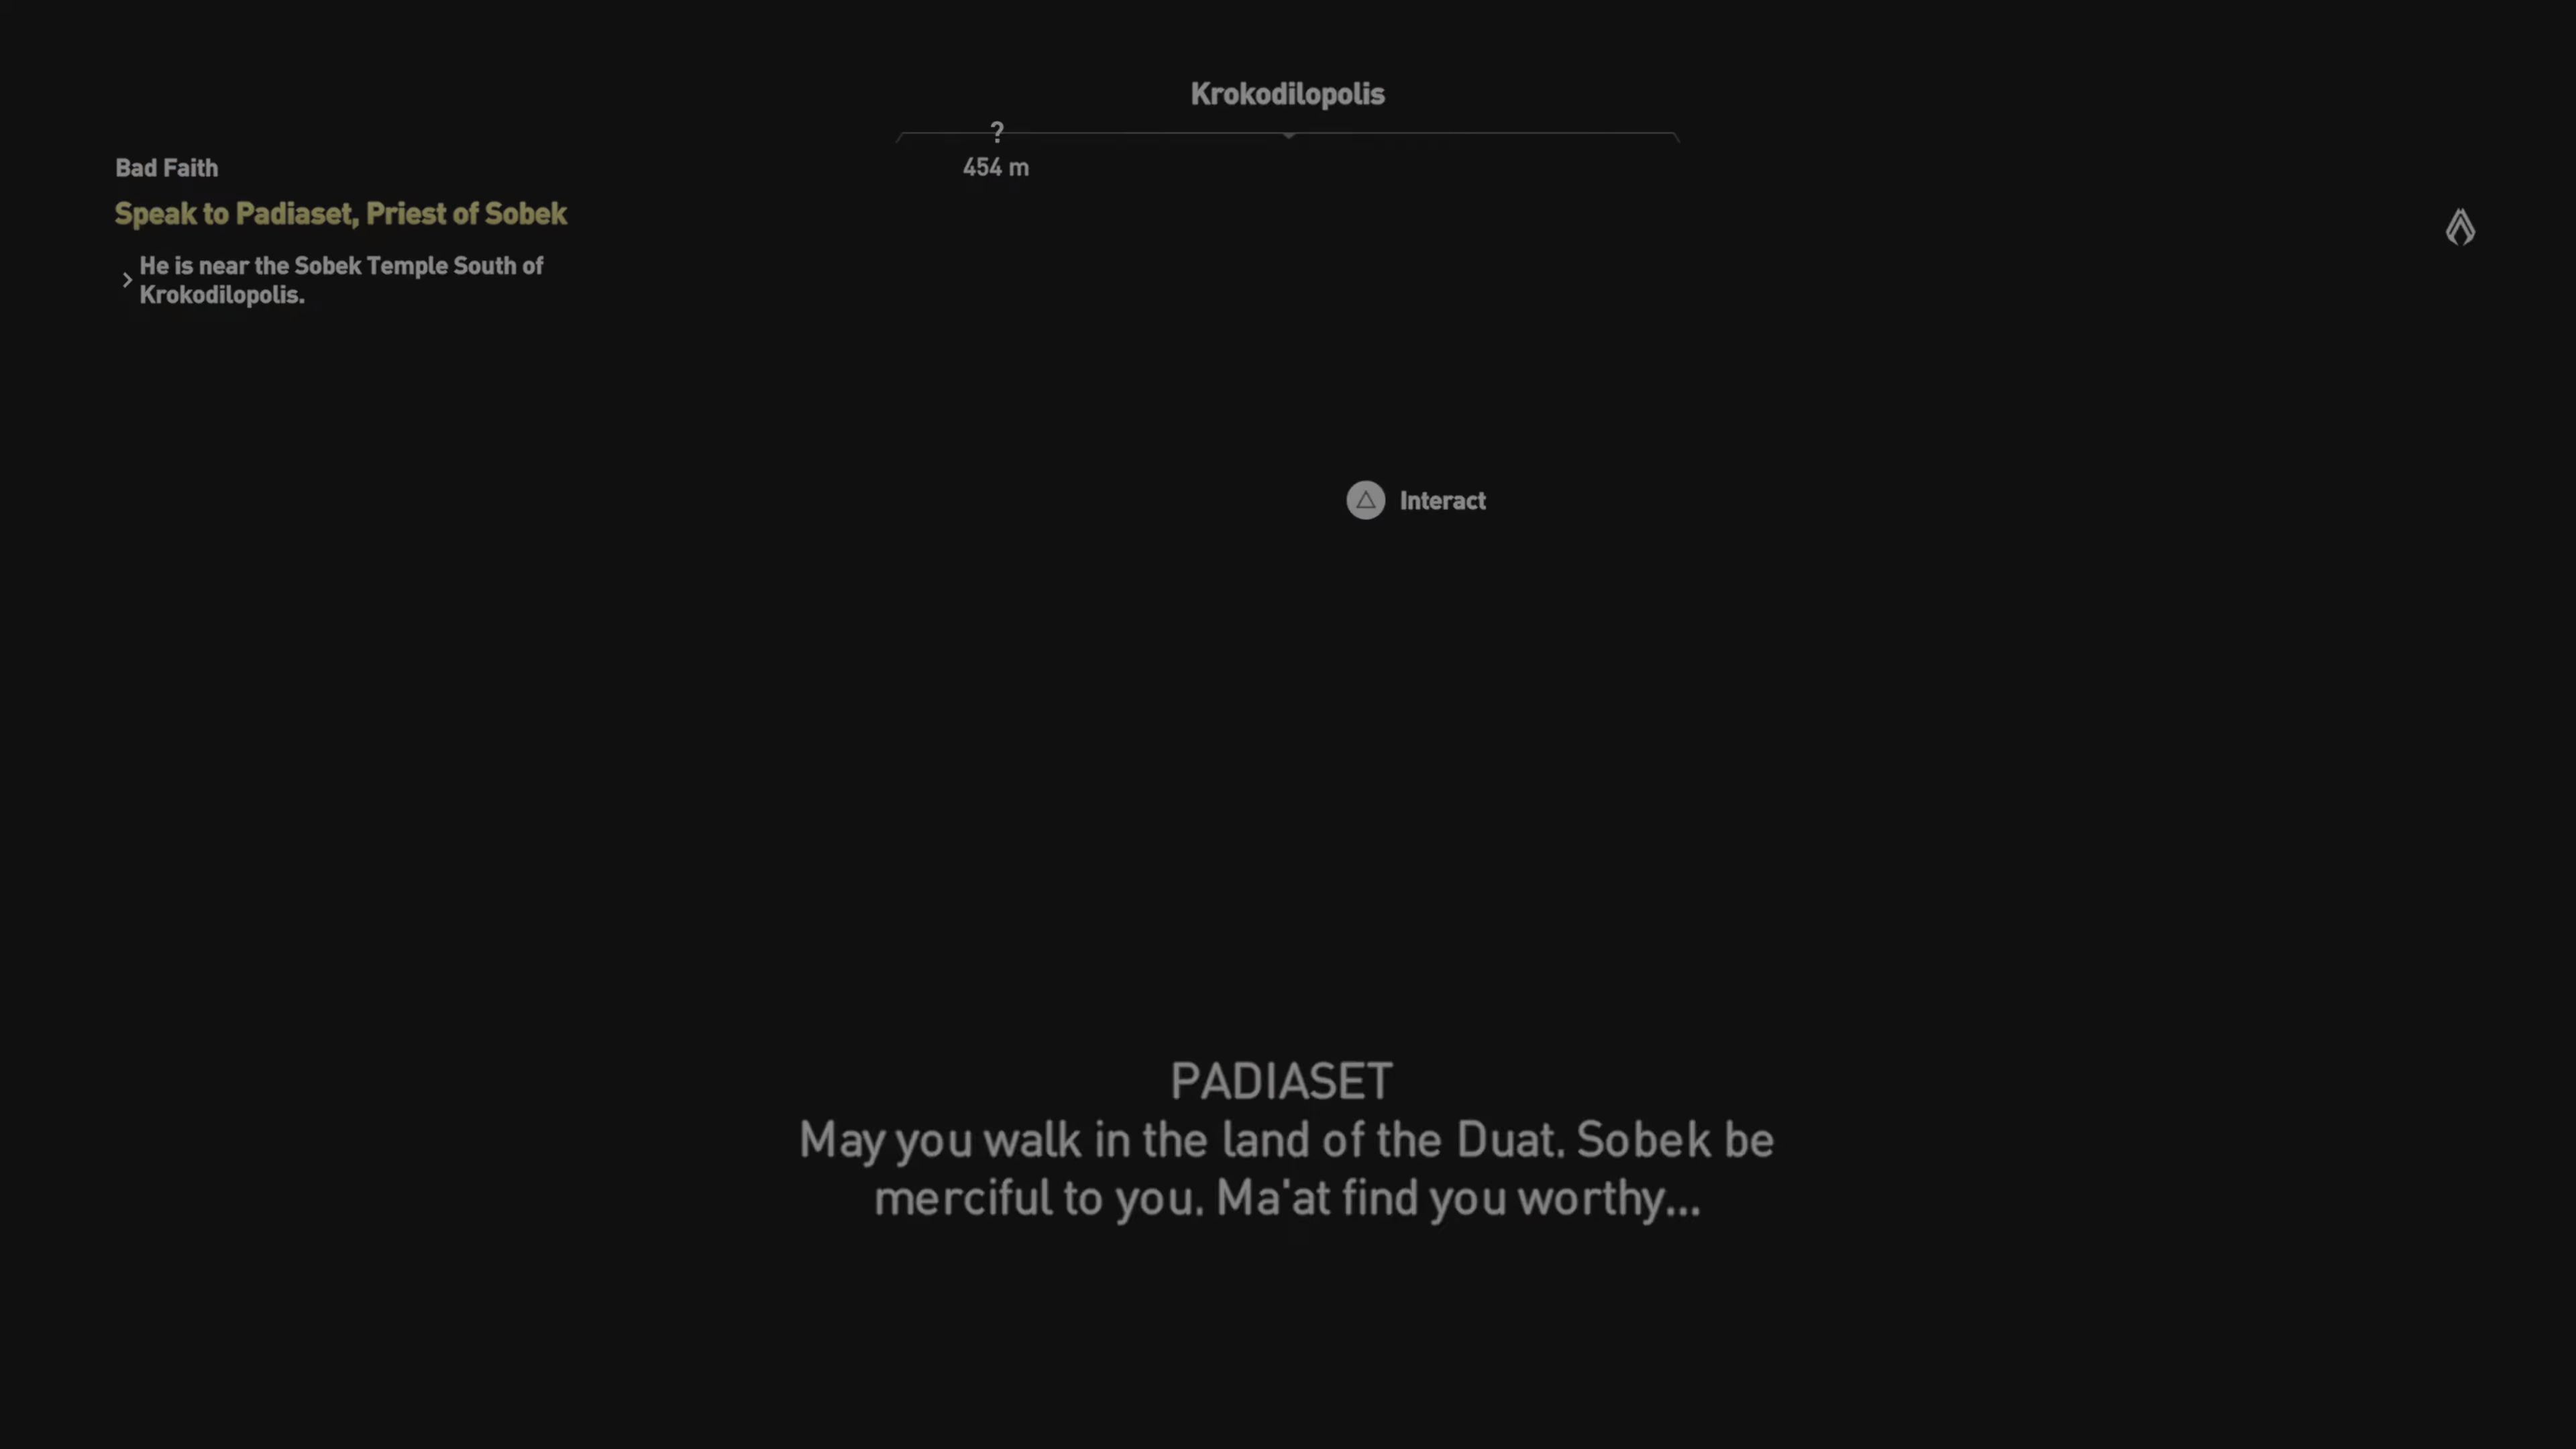 Krokodilopolis
?
454 m
Bad Faith
Speak to Padiaset, Priest of Sobek
He is near the Sobek Temple South of
Krokodilopolis.
Interact
PADIASET
May you walk in the land of the Duat. Sobek be
merciful to you. Ma'at find you worthy...